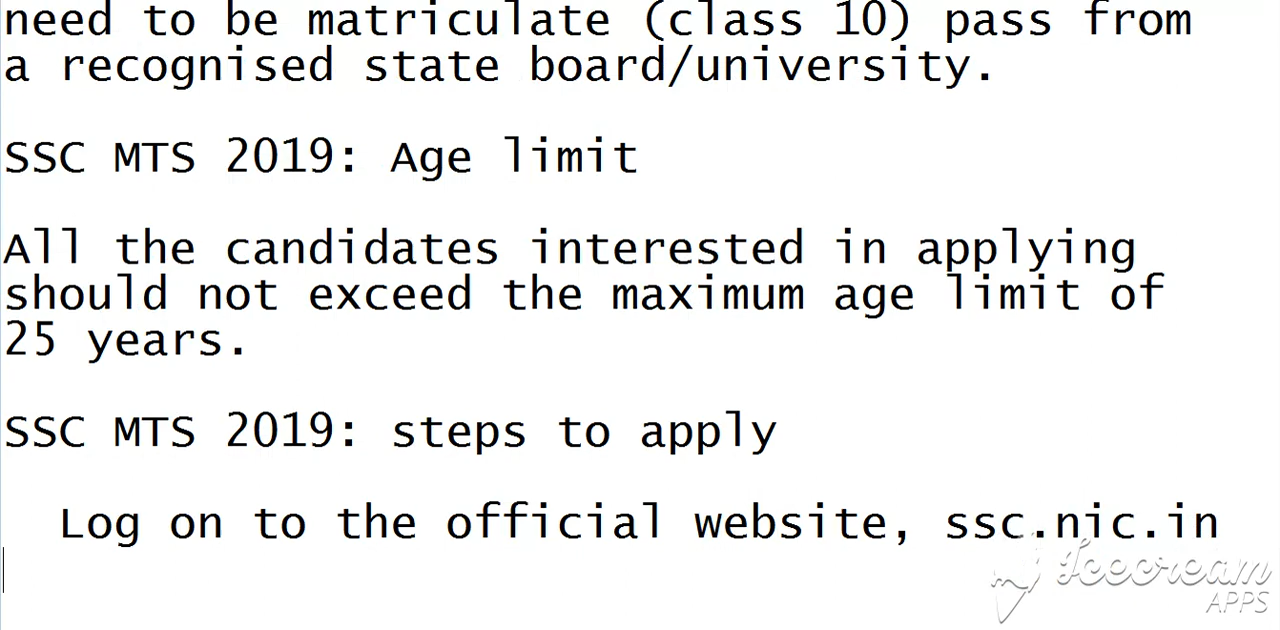 need to be matriculate (class 10) pass from
a recognised state board/university.
SSC MTS 2019: Age limit
All the candidates interested in applying
should not exceed the maximum age limit of
25 years.
SSC MTS 2019: steps to apply
Log on to the official website, ssc.nic.in
Icecream
APPS